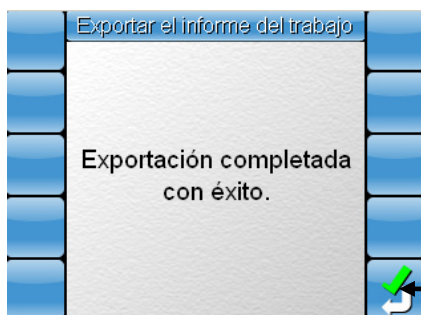 Exportar el informe del trabajo
Exportación completada
con éxito.